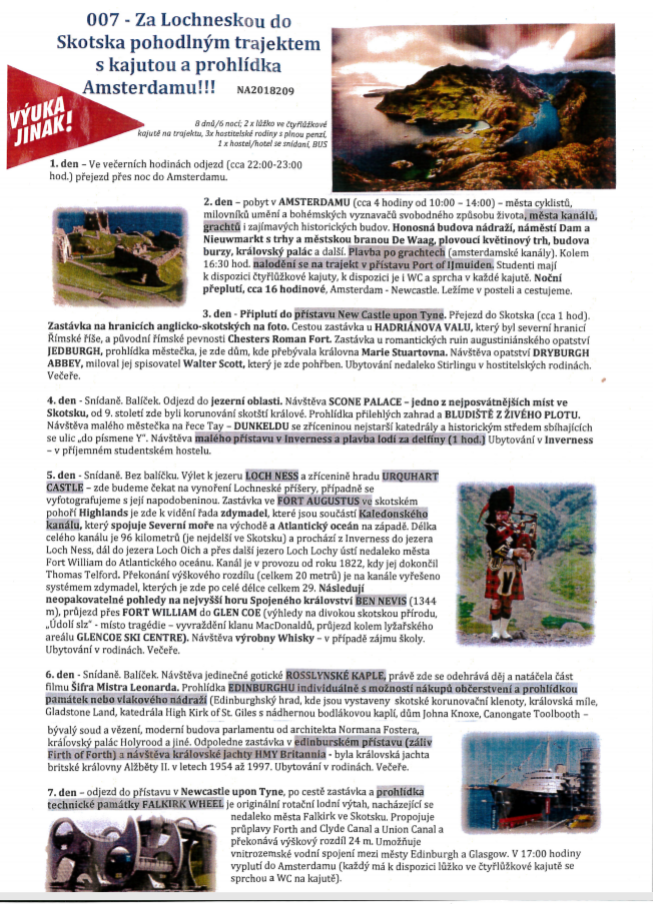 007 - Za Lochneskou do
Skotska pohodlným trajektem
s kajutou a prohlídka
Amsterdamu!!! NA2018209
VÝUKA
JINAK!
8 dnů/6 nocí; 2 x lůžko ve čtyřlůžkové
kajutě na trajektu, 3x hostitelské rodiny s plnou penzí,
1 x hostel/hotel se snídaní, BUS
1. den – Ve večerních hodinách odjezd (cca 22:00-23:00
hod.) přejezd přes noc do Amsterdamu.
2. den – pobyt v AMSTERDAMU (cca 4 hodiny od 10:00 – 14:00) – města cyklistů,
milovníků umění a bohémských vyznavačů svobodného způsobu života, města kanálů,
grachtů i zajímavých historických budov. Honosná budova nádraží, náměstí Dam a
Nieuwmarkt s trhy a městskou branou De Waag, plovoucí květinový trh, budova
burzy, královský palác a další. Plavba po grachtech (amsterdamské kanály). Kolem
16:30 hod. nalodění se na trajekt v přístavu Port of IJmuiden. Studenti mají
k dispozici čtyřlůžkové kajuty, k dispozici je i WC a sprcha v každé kajutě. Noční
přeplutí, cca 16 hodinové, Amsterdam - Newcastle. Ležíme v posteli a cestujeme.
3. den - Připlutí do přístavu New Castle upon Tyne. Přejezd do Skotska (cca 1 hod).
Zastávka na hranicích anglicko-skotských na foto. Cestou zastávka u HADRIÁNOVA VALU, který byl severní hranicí
Římské říše, a původní římské pevnosti Chesters Roman Fort. Zastávka u romantických ruin augustiniánského opatství
JEDBURGH, prohlídka městečka, je zde dům, kde přebývala královna Marie Stuartovna. Návštěva opatství DRYBURGH
ABBEY, miloval jej spisovatel Walter Scott, který je zde pohřben. Ubytování nedaleko Stirlingu v hostitelských rodinách.
Večeře.
4. den - Snídaně. Balíček. Odjezd do Jezerní oblasti. Návštěva SCONE PALACE – jedno z nejposvátnějších míst ve
Skotsku, od 9. století zde byli korunováni skotští králové. Prohlídka přilehlých zahrad a BLUDIŠTĚ Z ŽIVÉHO PLOTU.
Návštěva malého městečka na řece Tay – DUNKELDU se zříceninou nejstarší katedrály a historickým středem sbíhajících
se ulic „do písmene Y". Návštěva malého přístavu v Inverness a plavba lodí za delfíny (1 hod.) Ubytování v Inverness
– v příjemném studentském hostelu.
5. den - Snídaně. Bez balíčku. Výlet k jezeru LOCH NESS a zřícenině hradu URQUHART
CASTLE – zde budeme čekat na vynoření Lochneské příšery, případně se
vyfotografujeme s její napodobeninou. Zastávka ve FORT AUGUSTUS ve skotském
pohoří Highlands je zde k vidění řada zdymadel, které jsou součástí Kaledonského
kanálu, který spojuje Severní moře na východě a Atlantický oceán na západě. Délka
celého kanálu je 96 kilometrů (je nejdelší ve Skotsku) a prochází z Inverness do jezera
Loch Ness, dál do jezera Loch Oich a přes další jezero Loch Lochy ústí nedaleko města
Fort William do Atlantického oceánu. Kanál je v provozu od roku 1822, kdy jej dokončil
Thomas Telford. Překonání výškového rozdílu (celkem 20 metrů) je na kanále vyřešeno
systémem zdymadel, kterých je zde po celé délce celkem 29. Následují
neopakovatelné pohledy na nejvyšší horu Spojeného království BEN NEVIS (1344
m), průjezd přes FORT WILLIAM do GLEN COE (výhledy na divokou skotskou přírodu,
„Údolí slz" - místo tragédie – vyvraždění klanu MacDonaldů, průjezd kolem lyžařského
areálu GLENCOE SKI CENTRE). Návštěva výrobny Whisky – v případě zájmu školy.
Ubytování v rodinách. Večeře.
6. den - Snídaně. Balíček. Návštěva jedinečné gotické ROSSLYNSKÉ KAPLE, právě zde se odehrává děj a natáčela část
filmu Šifra Mistra Leonarda. Prohlídka EDINBURGHU individuálně s možností nákupů občerstvení a prohlídkou
památek nebo vlakového nádraží (Edinburghský hrad, kde jsou vystaveny skotské korunovační klenoty, královská míle,
Gladstone Land, katedrála High Kirk of St. Giles s nádhernou bodlákovou kaplí, dům Johna Knoxe, Canongate Toolbooth –
bývalý soud a vězení, moderní budova parlamentu od architekta Normana Fostera,
královský palác Holyrood a jiné. Odpoledne zastávka v edinburském přístavu (záliv
Firth of Forth) a návštěva královské jachty HMY Britannia - byla královská jachta
britské královny Alžběty II. v letech 1954 až 1997. Ubytování v rodinách. Večeře.
7. den – odjezd do přístavu v Newcastle upon Tyne, po cestě zastávka a prohlídka
technické památky FALKIRK WHEEL je originální rotační lodní výtah, nacházející se
nedaleko města Falkirk ve Skotsku. Propojuje
průplavy Forth and Clyde Canal a Union Canal a
překonává výškový rozdíl 24 m. Umožňuje
vnitrozemské vodní spojení mezi městy Edinburgh a Glasgow. V 17:00 hodiny
vyplutí do Amsterdamu (každý má k dispozici lůžko ve čtyřlůžkové kajutě se
sprchou a WC na kajutě).